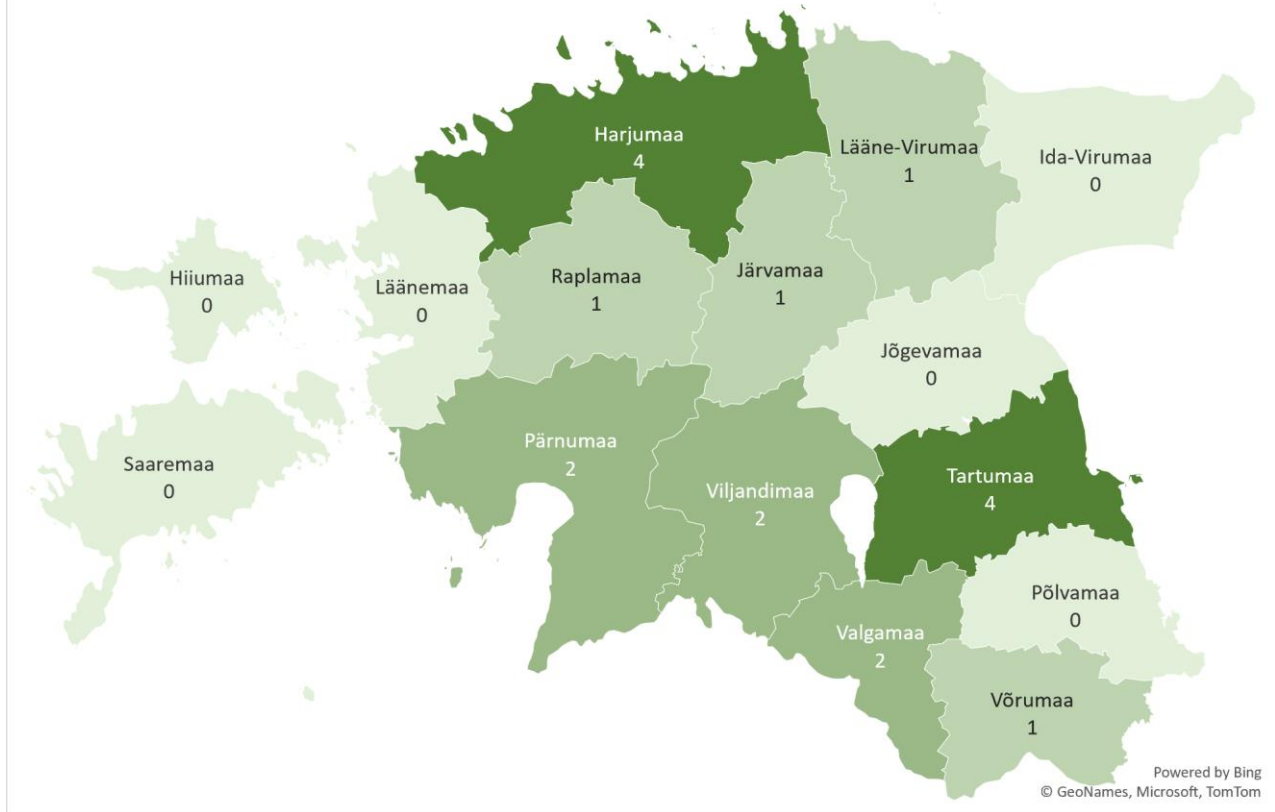 Harjumaa
4
Lääne-Virumaa
1
Ida-Virumaa
0
Hiiumaa
0
Läänemaa
0
Raplamaa
1
Järvamaa
1
Jõgevamaa
0
Saaremaa
0
Pärnumaa
2
Viljandimaa
2
Tartumaa
4
Põlvamaa
0
Valgamaa
2
Võrumaa
1
Powered by Bing
© GeoNames, Microsoft, TomTom